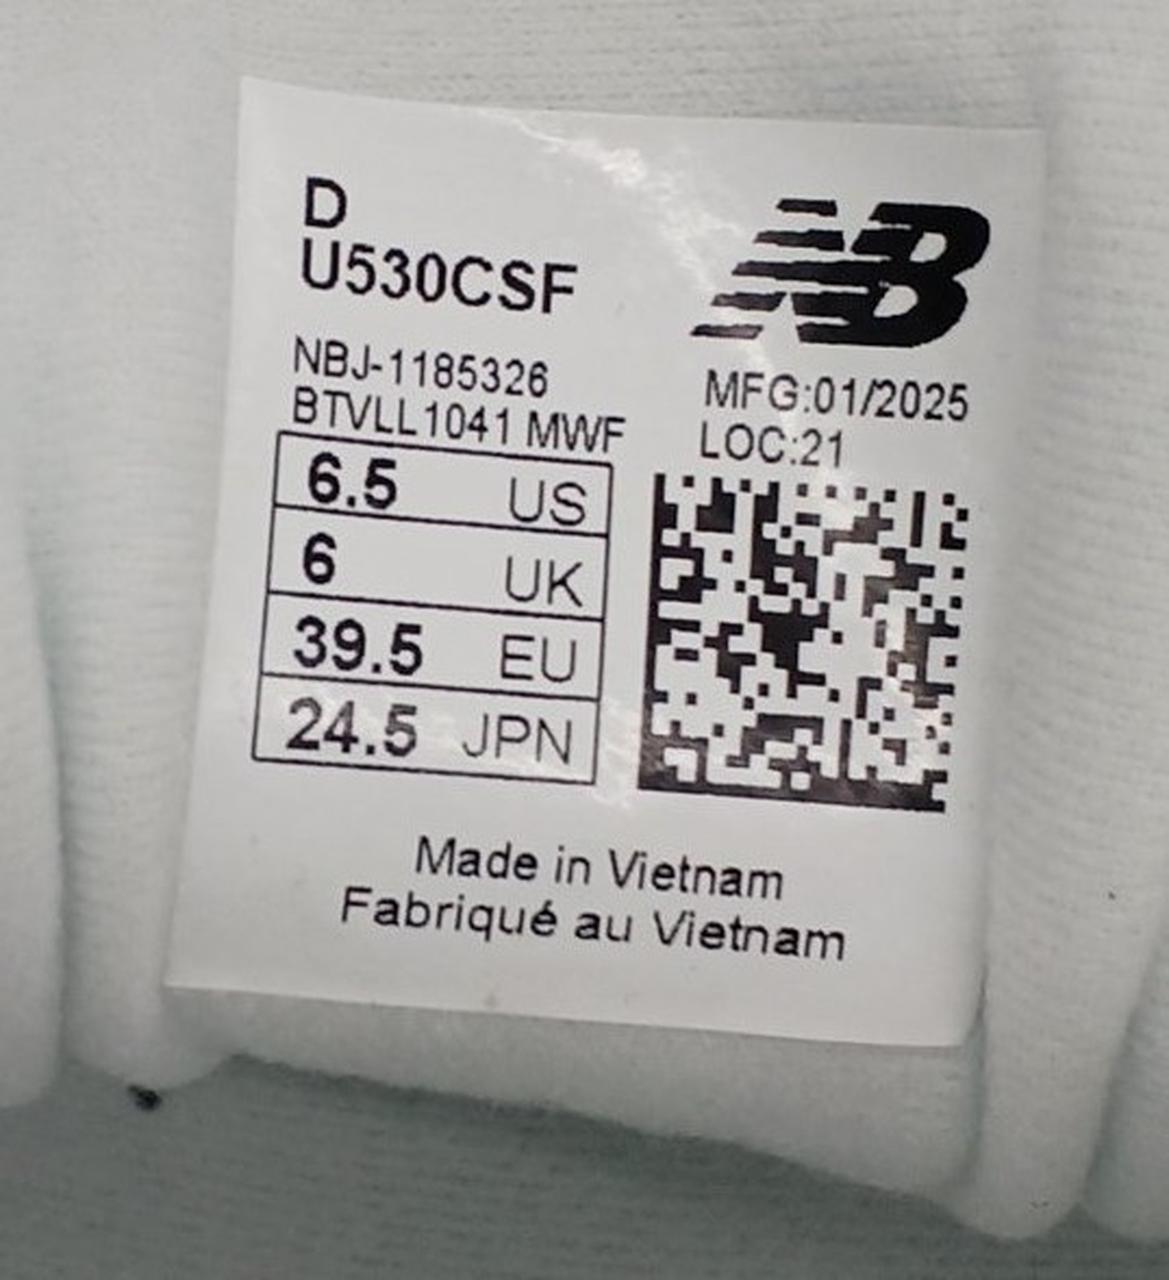 D
U530CSF
NB
NBJ-1185326
BTVLL1041 MWF
MFG:01/2025
LOC:21
6.5 US
6 UK
39.5 EU
24.5 JPN
Made in Vietnam
Fabriqué au Vietnam